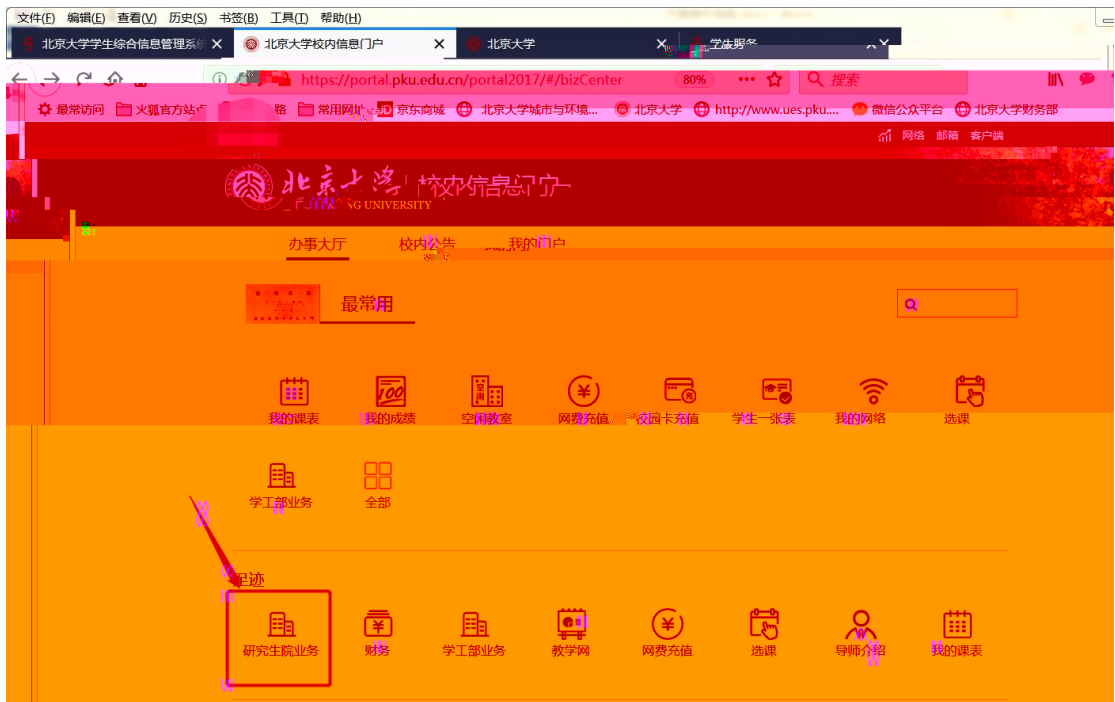 文件(F) 编辑(E) 查看(V) 历史(S) 书签(B) 工具(T) 帮助(H)
北京大学学生综合信息管理系统 × 北京大学校内信息门户 × 北京大学 × ×
https://portal.pku.edu.cn/portal2017/#/bizCenter 80% ••• 搜索
最常访问 火狐官方站点 常用网址 JD 京东商城 北京大学城市与环境... 北京大学 http://www.ues.pku.... 微信公众平台 北京大学财务部
网络 邮箱 客户端
北京大学 校内信息门户
UNIVERSITY
办事大厅 校内公告 我的门户
最常用
我的课表 我的成绩 空闲教室 网费充值 校园卡充值 学生一张表 我的网络 选课
学工部业务 全部
足迹
研究生院业务 财务 学工部业务 教学网 网费充值 选课 导师介绍 我的课表